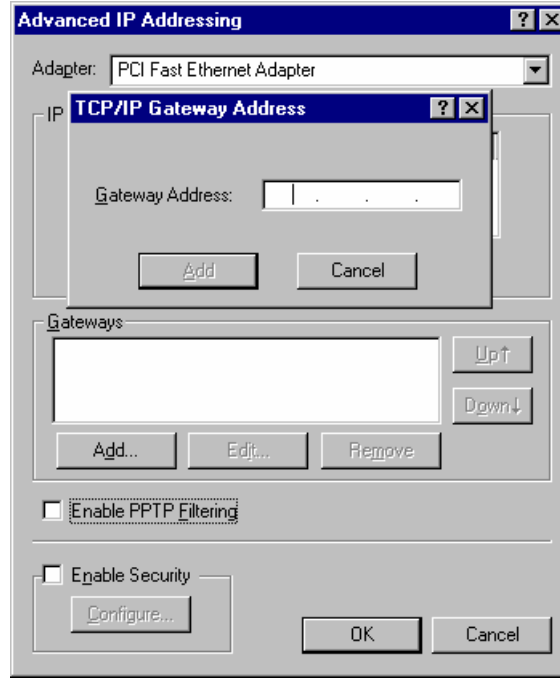 Advanced IP Addressing
Adapter: PCI Fast Ethernet Adapter
IP
TCP/IP Gateway Address
Gateway Address: . . .
Add Cancel
Gateways
Up↑
Down↓
Add... Edit... Remove
Enable PPTP Filtering
Enable Security
Configure...
OK Cancel